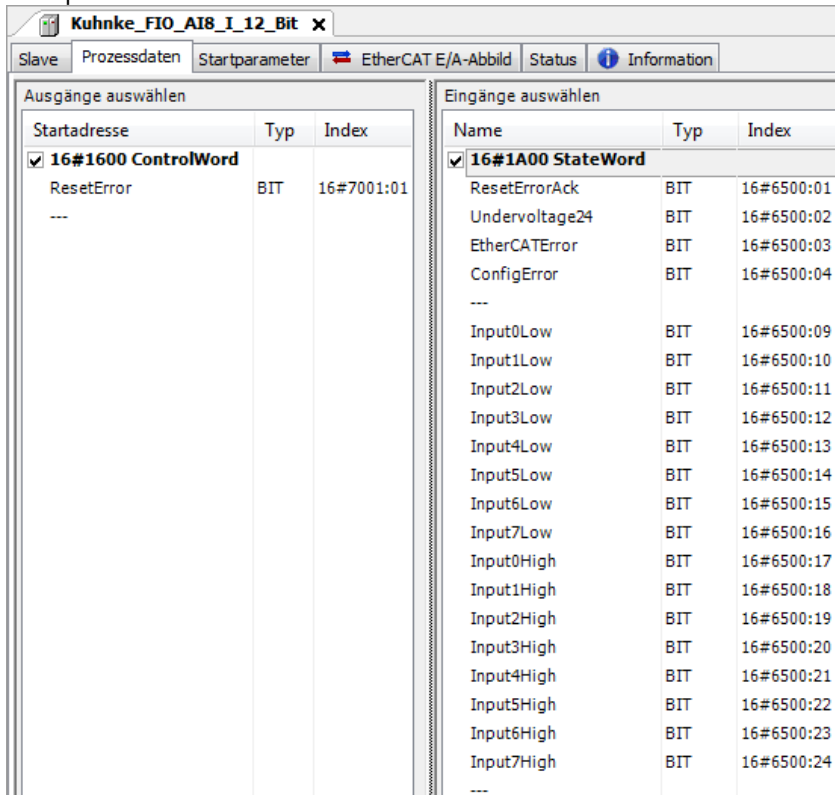 Kuhnke_FIO_AI8_I_12_Bit
Slave Prozessdaten Startparameter EtherCAT E/A-Abbild Status Information
Ausgänge auswählen
Startadresse Typ Index
16#1600 ControlWord
ResetError BIT 16#7001:01
---
Eingänge auswählen
Name Typ Index
16#1A00 StateWord
ResetErrorAck BIT 16#6500:01
Undervoltage24 BIT 16#6500:02
EtherCATError BIT 16#6500:03
ConfigError BIT 16#6500:04
---
Input0Low BIT 16#6500:09
Input1Low BIT 16#6500:10
Input2Low BIT 16#6500:11
Input3Low BIT 16#6500:12
Input4Low BIT 16#6500:13
Input5Low BIT 16#6500:14
Input6Low BIT 16#6500:15
Input7Low BIT 16#6500:16
Input0High BIT 16#6500:17
Input1High BIT 16#6500:18
Input2High BIT 16#6500:19
Input3High BIT 16#6500:20
Input4High BIT 16#6500:21
Input5High BIT 16#6500:22
Input6High BIT 16#6500:23
Input7High BIT 16#6500:24
---